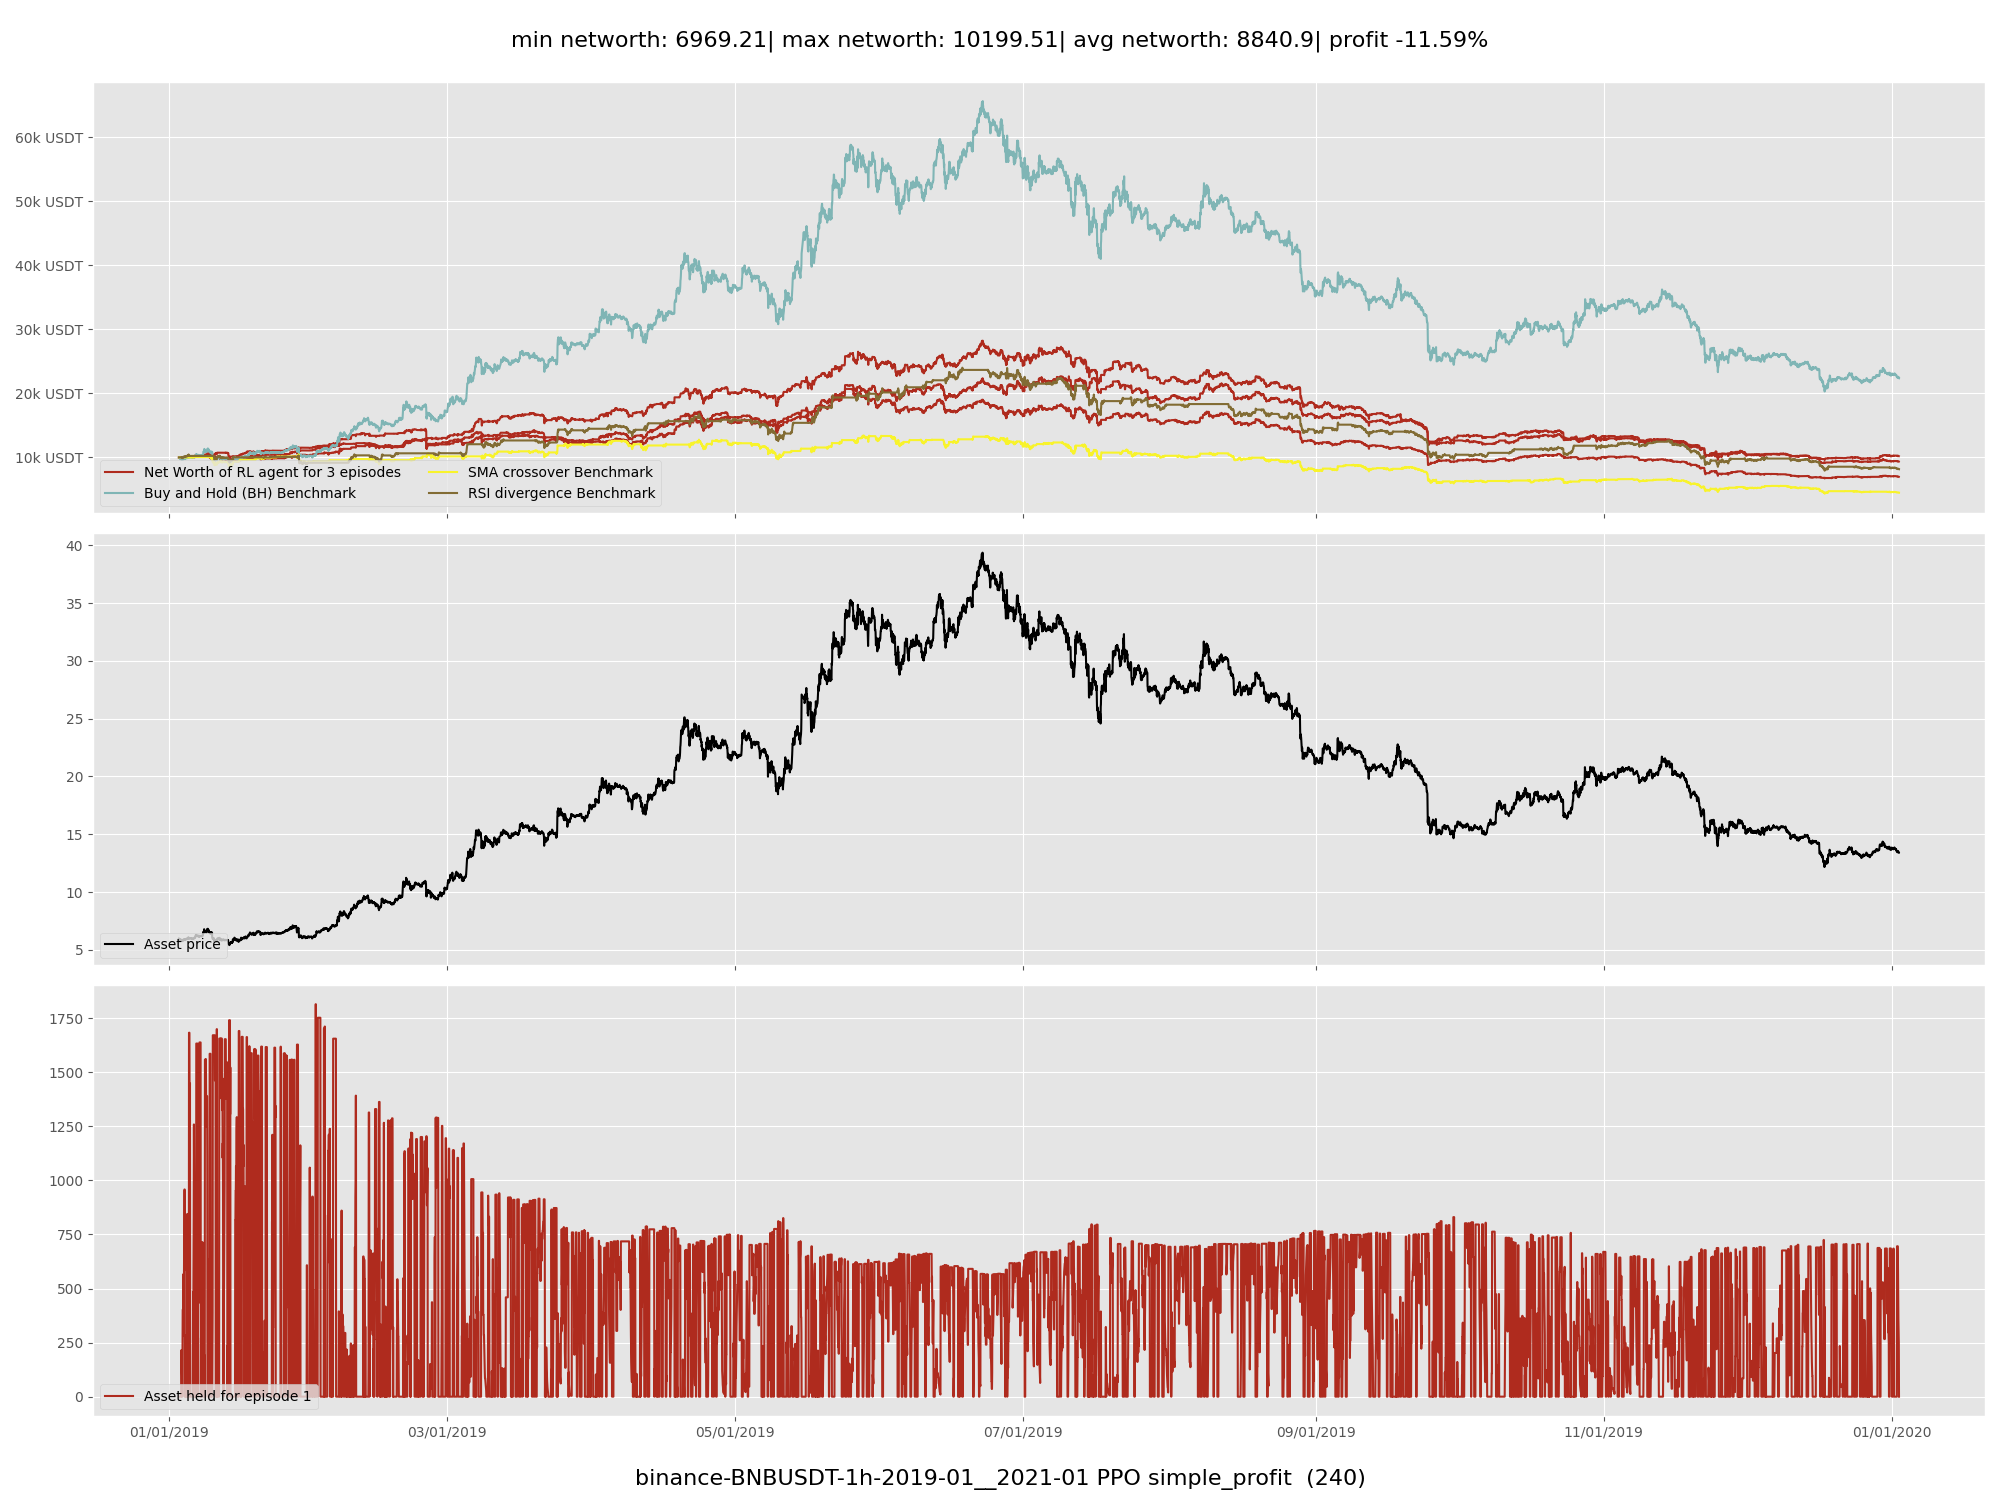 min networth: 6969.21| max networth: 10199.51| avg networth: 8840.9| profit -11.59%
60k USDT
50k USDT
40k USDT
30k USDT
20k USDT
10k USDT
Net Worth of RL agent for 3 episodes
Buy and Hold (BH) Benchmark
SMA crossover Benchmark
RSI divergence Benchmark
40
35
30
25
20
15
10
5
Asset price
1750
1500
1250
1000
750
500
250
0
Asset held for episode 1
01/01/2019
03/01/2019
05/01/2019
07/01/2019
09/01/2019
11/01/2019
01/01/2020
binance-BNBUSDT-1h-2019-01__2021-01 PPO simple_profit  (240)